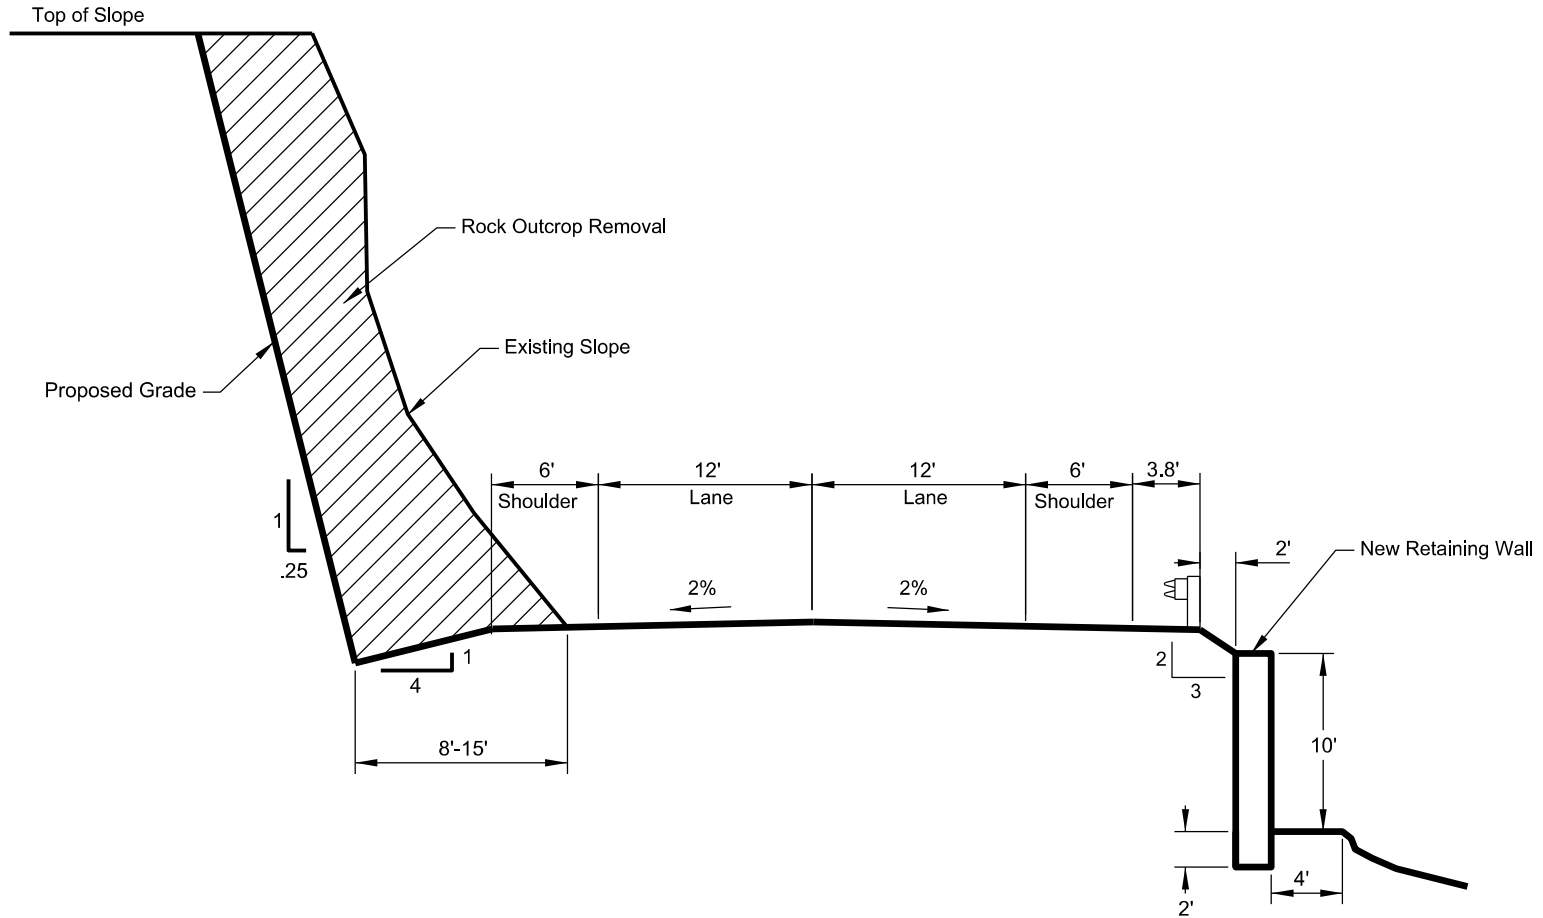 Top of Slope
Rock Outcrop Removal
Existing Slope
Proposed Grade
6'
12'
12'
6'
3.8'
Shoulder
Lane
Lane
Shoulder
1
.25
2'
New Retaining Wall
2%
2%
1
4
2
3
8'-15'
10'
4'
2'